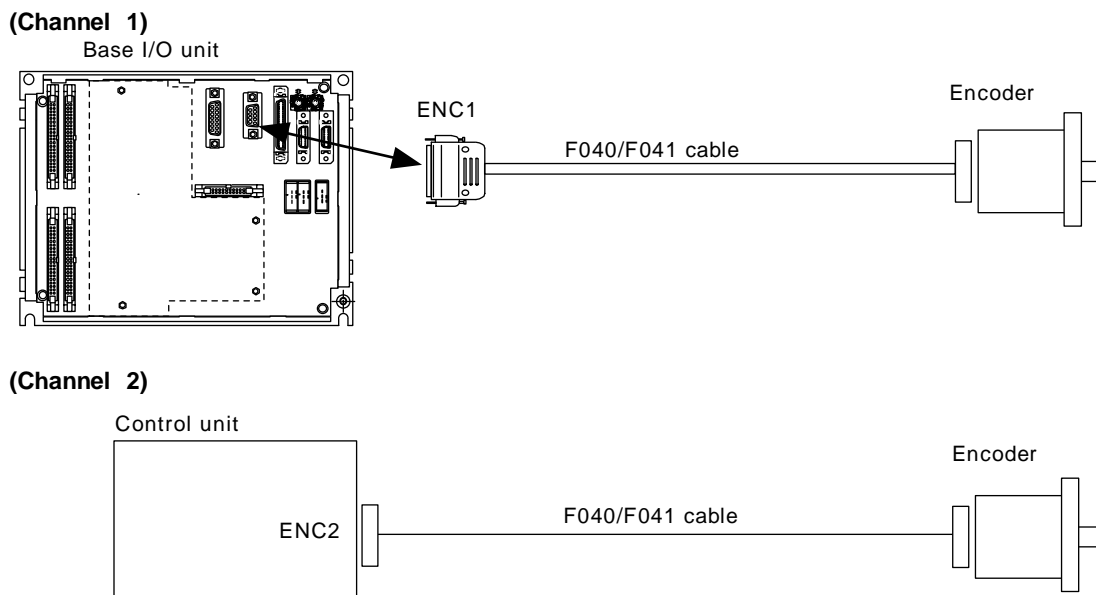 (Channel 1)
Base I/O unit
ENC1
Encoder
F040/F041 cable
(Channel 2)
Control unit
Encoder
F040/F041 cable
ENC2